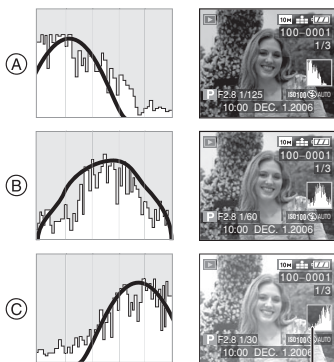 A
10M
100-0001
1/3
P F2.8 1/125 ISO100 AUTO
10:00 DEC. 1.2006
B
10M
100-0001
1/3
P F2.8 1/60 ISO100 AUTO
10:00 DEC. 1.2006
C
10M
100-0001
1/3
P F2.8 1/30 ISO100 AUTO
10:00 DEC. 1.2006